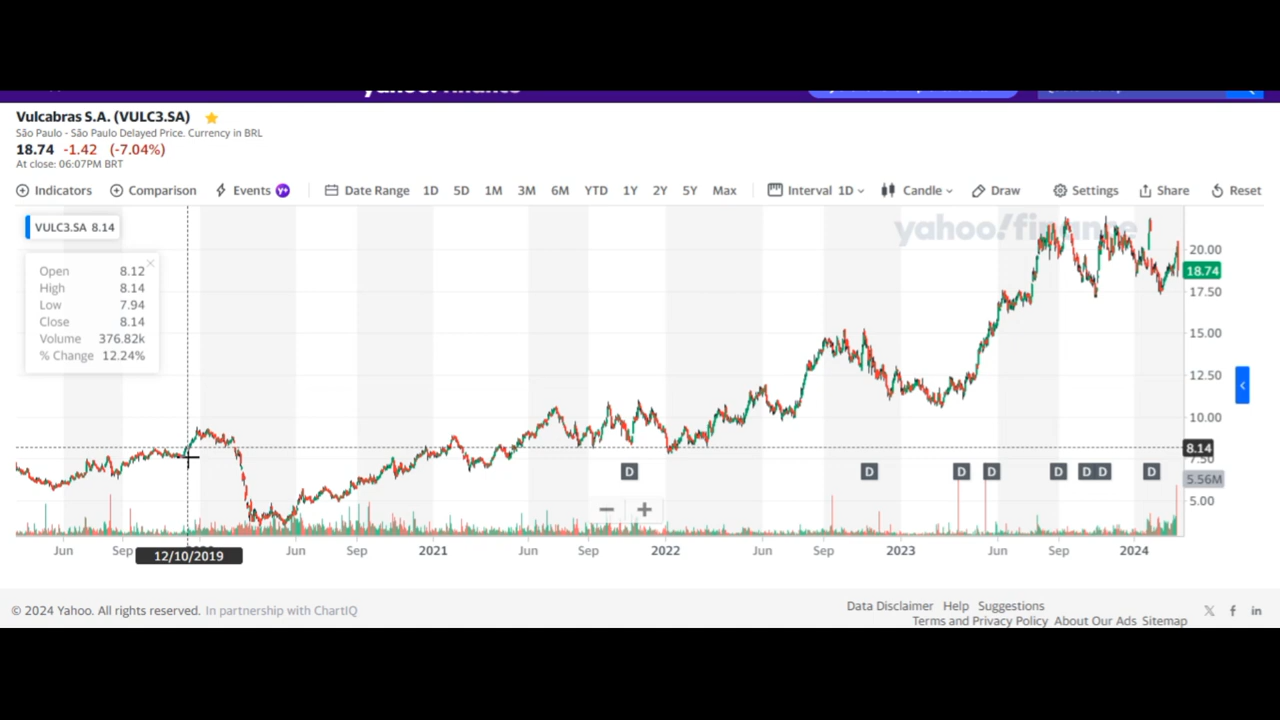 Vulcabras S.A. (VULC3.SA)
São Paulo - São Paulo Delayed Price. Currency in BRL
18.74 -1.42 (-7.04%)
At close: 06:07PM BRT
Indicators Comparison Events Y+ Date Range 1D 5D 1M 3M 6M YTD 1Y 2Y 5Y Max Interval 1D Candle Draw Settings Share Reset
VULC3.SA 8.14
yahoo!finance
Open 8.12
High 8.14
Low 7.94
Close 8.14
Volume 376.82k
% Change 12.24%
20.00
18.74
17.50
15.00
12.50
10.00
8.14
7.50
D D D D D D D D
5.56M
5.00
Jun Sep Jun Sep 2021 Jun Sep 2022 Jun Sep 2023 Jun Sep 2024
12/10/2019
© 2024 Yahoo. All rights reserved. In partnership with ChartIQ
Data Disclaimer Help Suggestions
Terms and Privacy Policy About Our Ads Sitemap